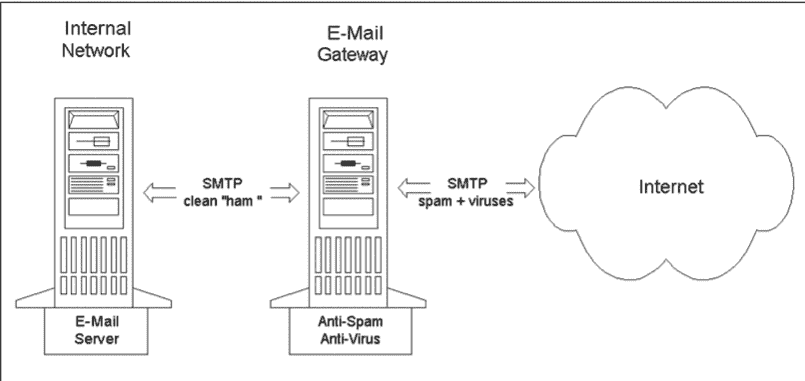 Internal
Network
E-Mail
Gateway
SMTP
clean "ham "
SMTP
spam + viruses
Internet
E-Mail
Server
Anti-Spam
Anti-Virus